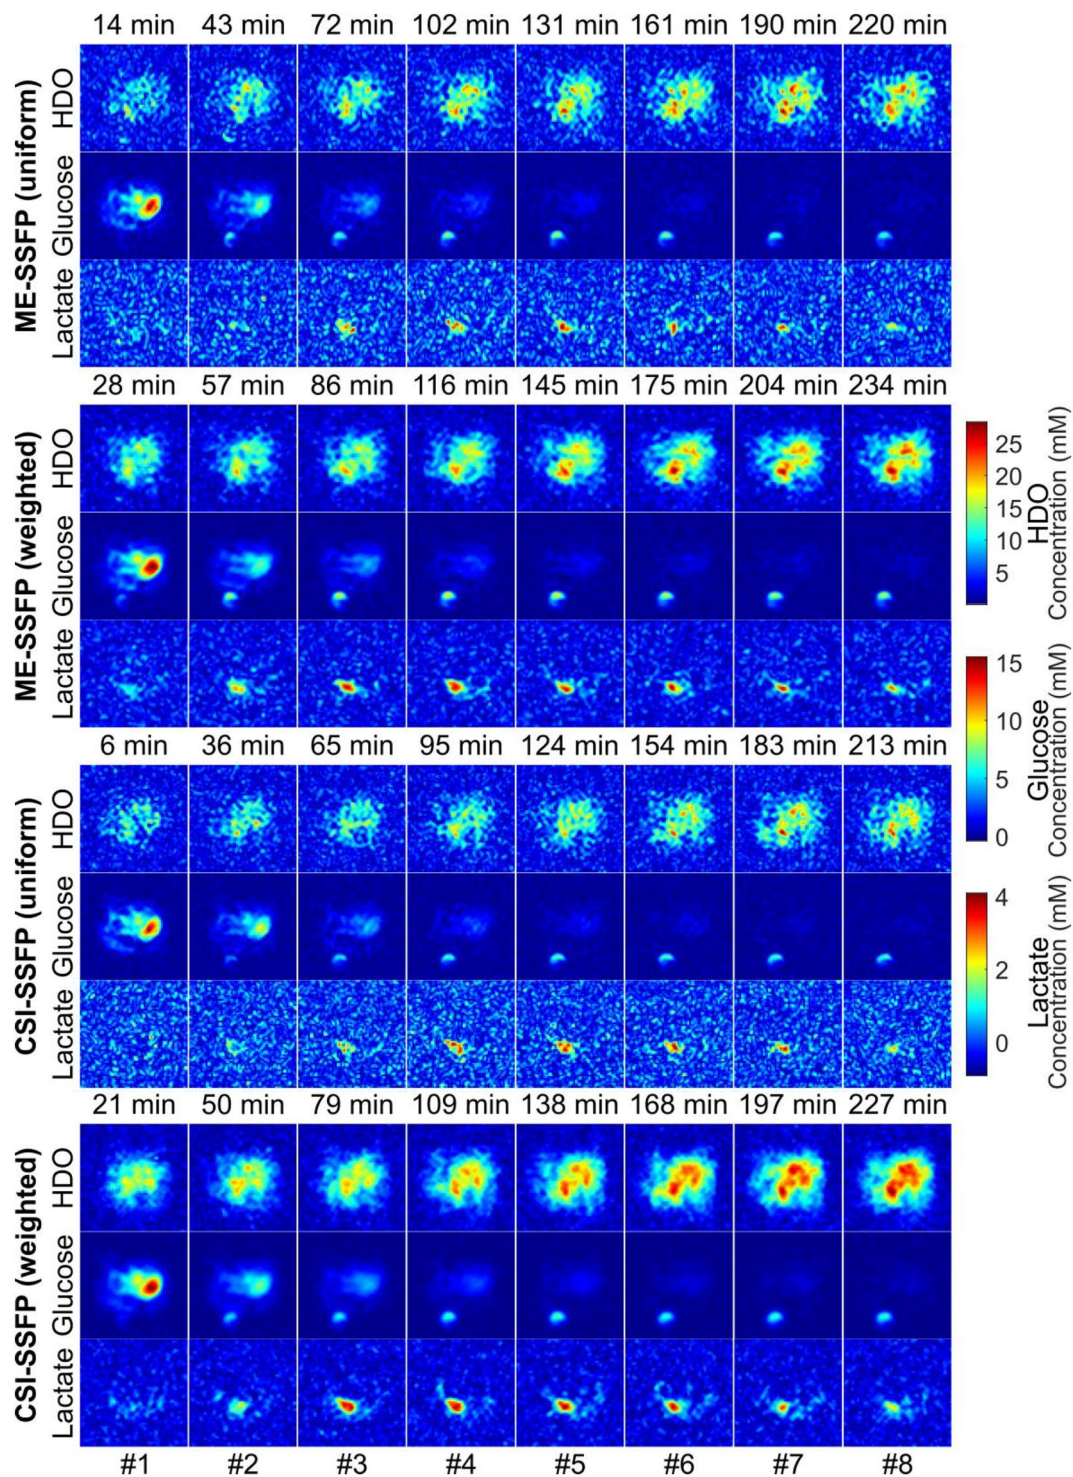 14 min 43 min 72 min 102 min 131 min 161 min 190 min 220 min
ME-SSFP (uniform)
HDO
Glucose
Lactate
28 min 57 min 86 min 116 min 145 min 175 min 204 min 234 min
ME-SSFP (weighted)
HDO
Glucose
Lactate
6 min 36 min 65 min 95 min 124 min 154 min 183 min 213 min
CSI-SSFP (uniform)
HDO
Glucose
Lactate
21 min 50 min 79 min 109 min 138 min 168 min 197 min 227 min
CSI-SSFP (weighted)
HDO
Glucose
Lactate
#1 #2 #3 #4 #5 #6 #7 #8
25
20
15
10
5
HDO
Concentration (mM)
15
10
5
0
Glucose
Concentration (mM)
4
2
0
Lactate
Concentration (mM)